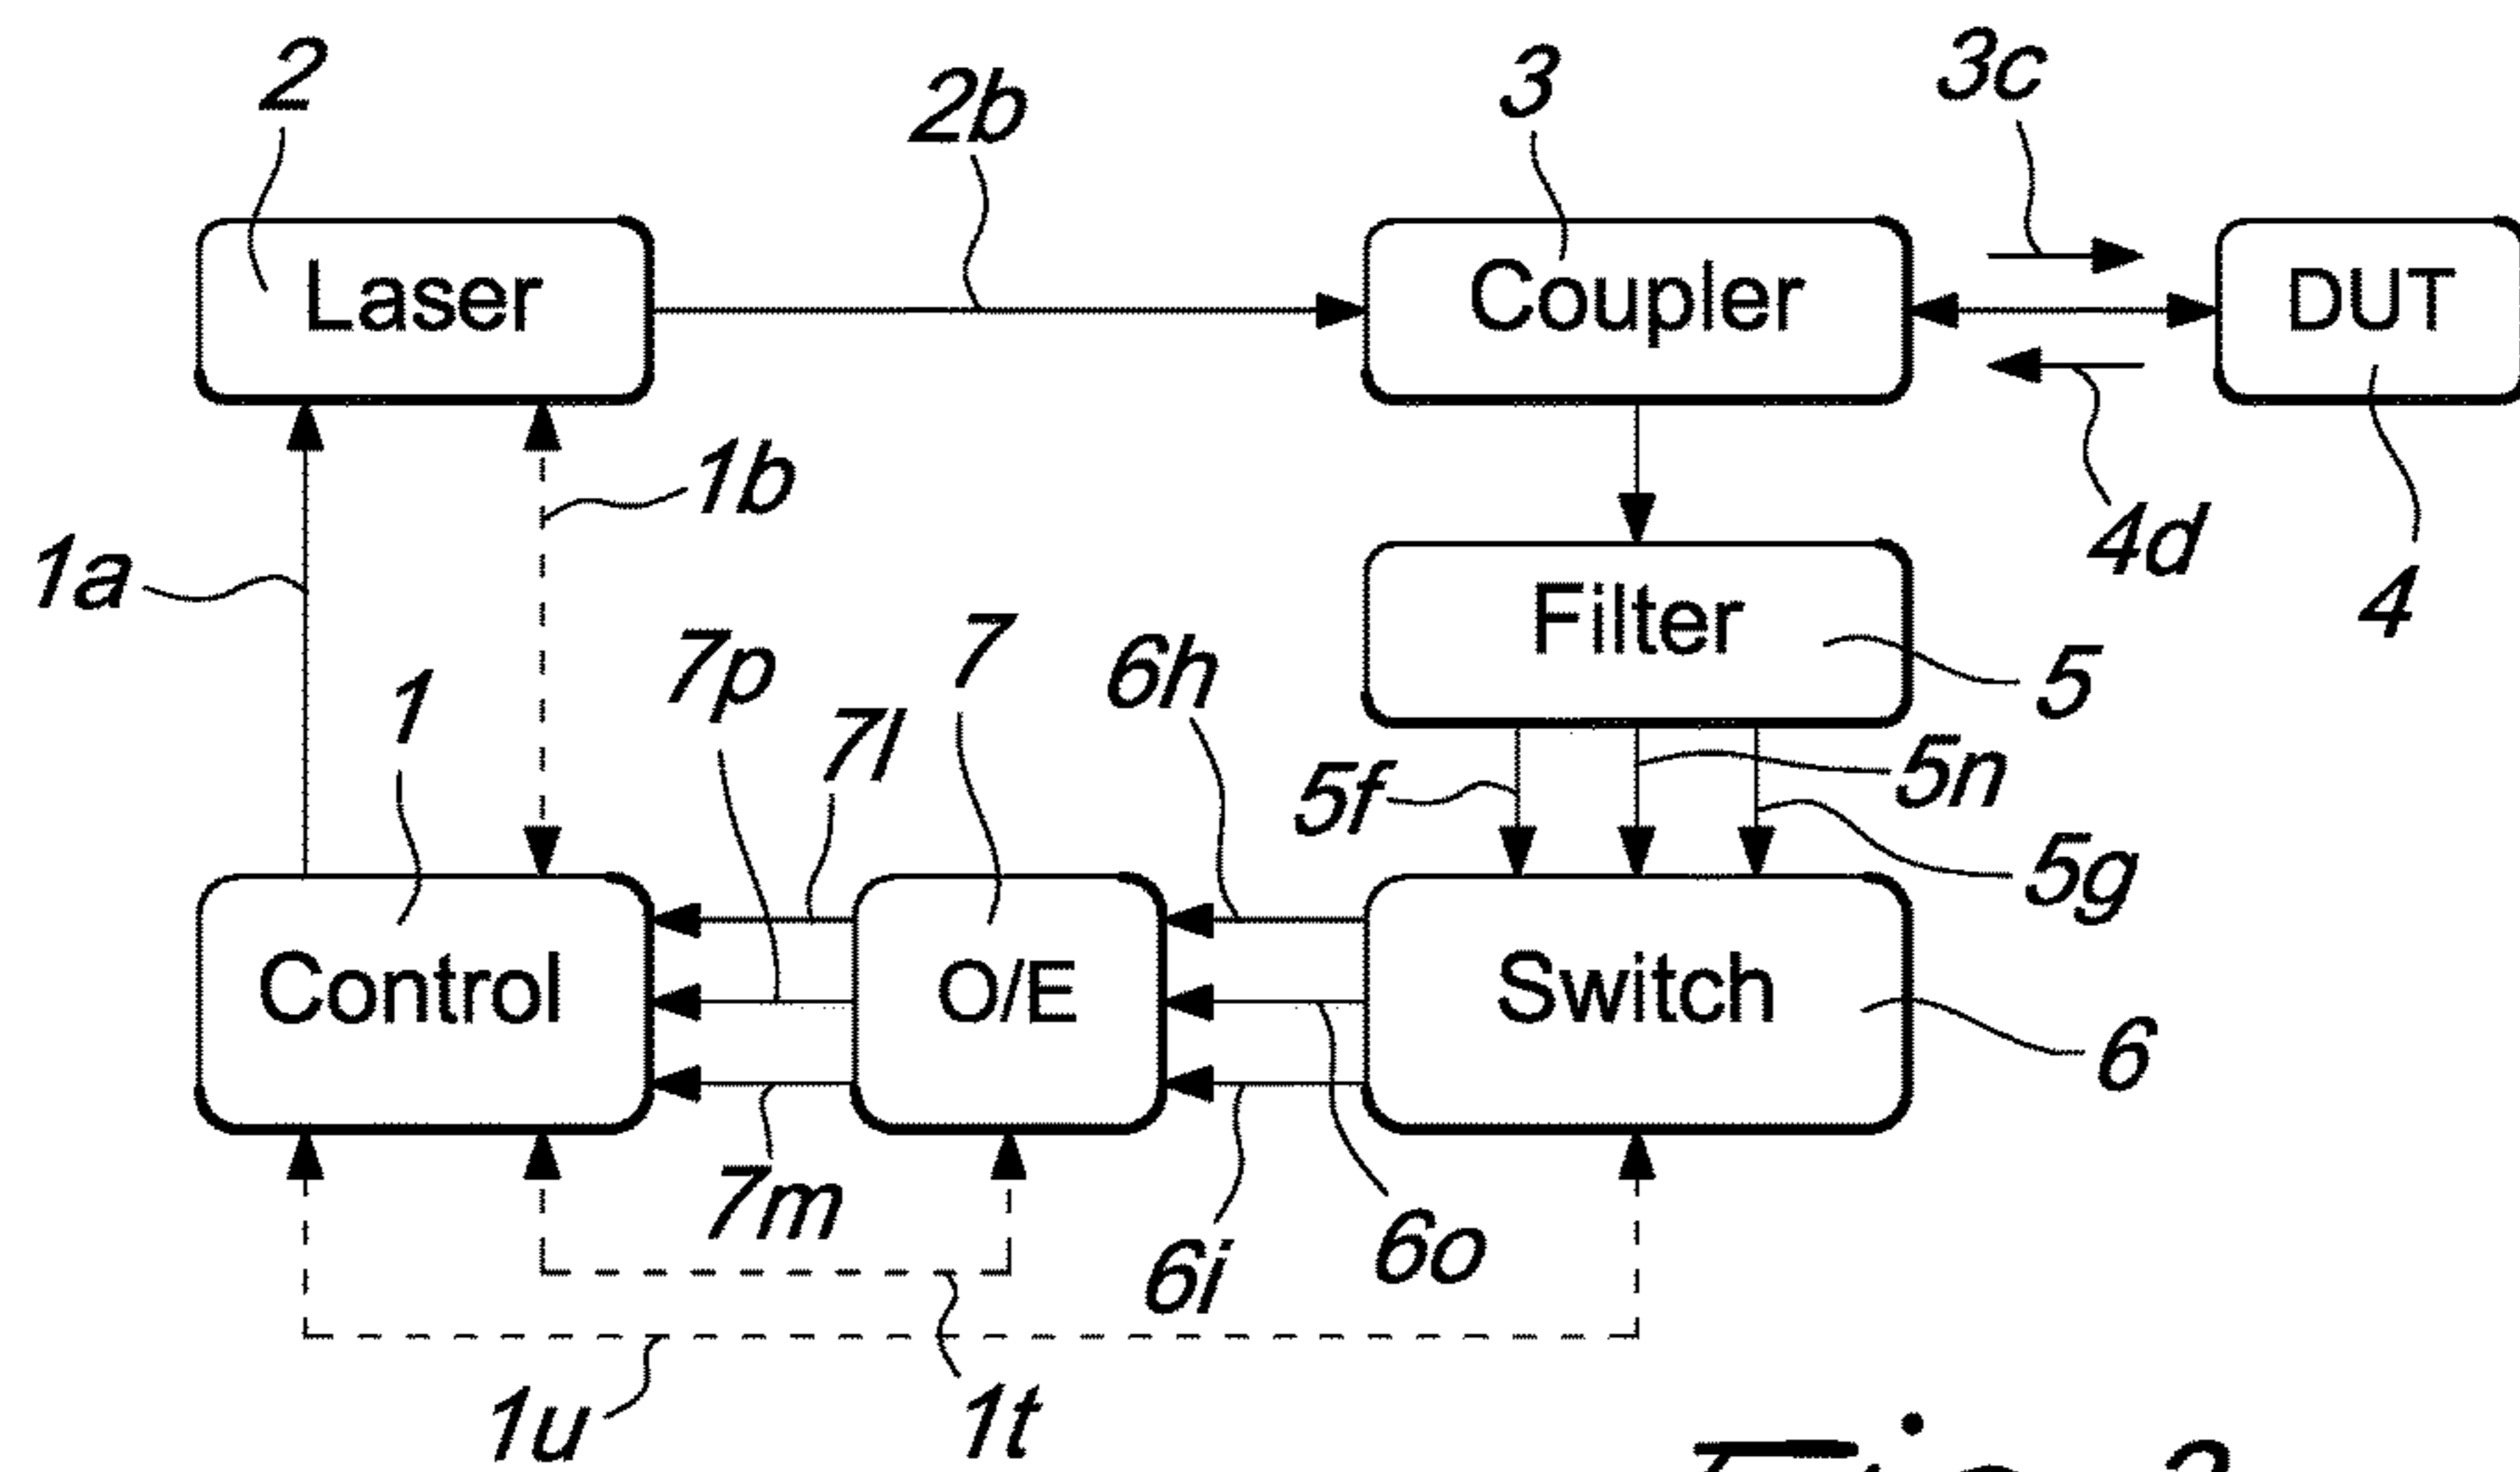 2
2b
3
3c
Laser
Coupler
DUT
1b
1a
4d
4
Filter
5
7p
7
6h
1
7l
5f
5n
5g
Control
O/E
Switch
6
7m
6i
6o
1u
1t